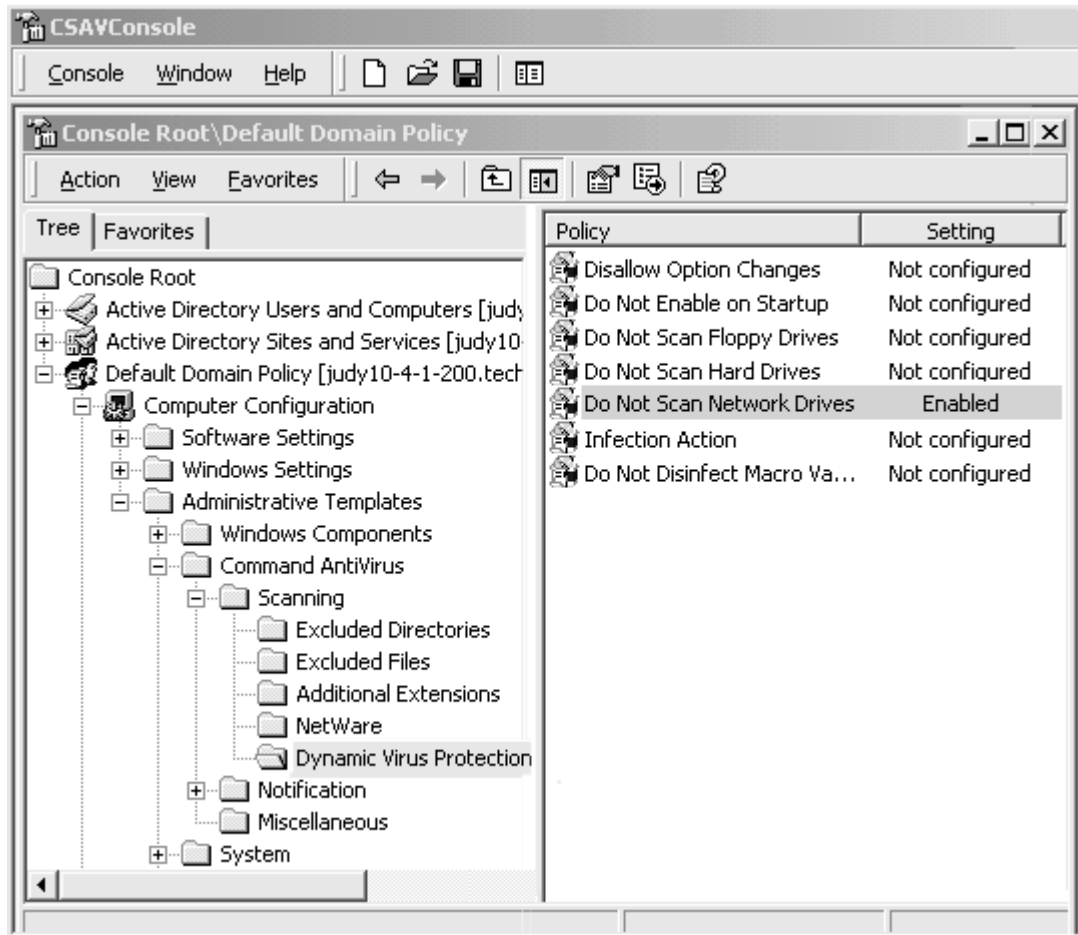 CSAVConsole
Console Window Help
Console Root\Default Domain Policy
Action View Favorites
Tree Favorites
Console Root
Active Directory Users and Computers [judy
Active Directory Sites and Services [judy10-
Default Domain Policy [judy10-4-1-200.tech
Computer Configuration
Software Settings
Windows Settings
Administrative Templates
Windows Components
Command AntiVirus
Scanning
Excluded Directories
Excluded Files
Additional Extensions
NetWare
Dynamic Virus Protection
Notification
Miscellaneous
System
Policy Setting
Disallow Option Changes Not configured
Do Not Enable on Startup Not configured
Do Not Scan Floppy Drives Not configured
Do Not Scan Hard Drives Not configured
Do Not Scan Network Drives Enabled
Infection Action Not configured
Do Not Disinfect Macro Va... Not configured